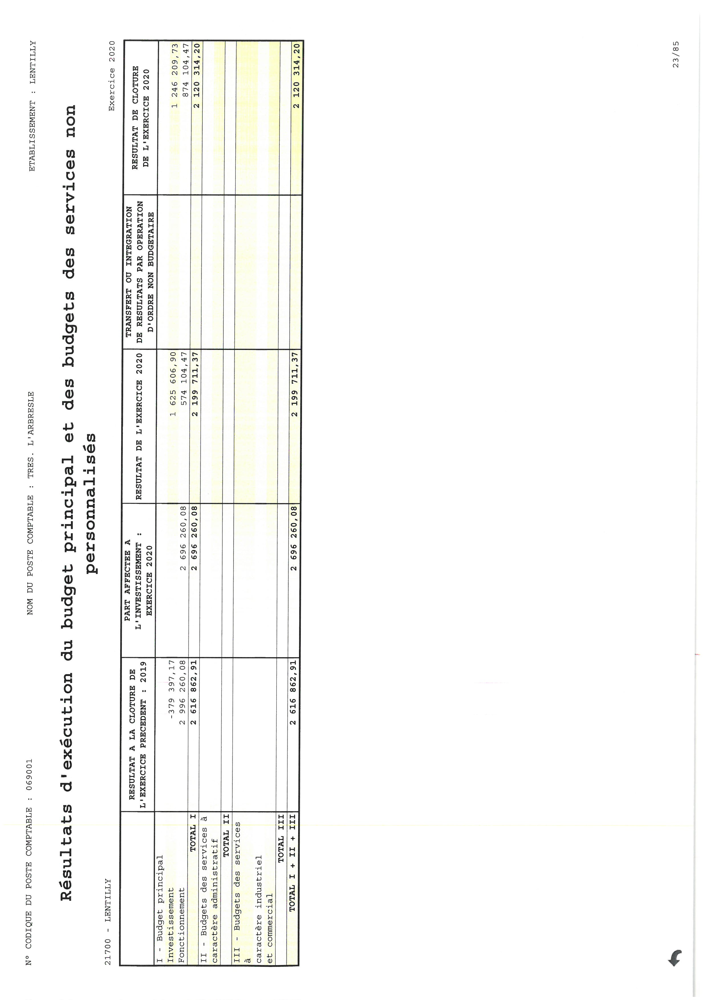 N° CODIQUE DU POSTE COMPTABLE : 069001 NOM DU POSTE COMPTABLE : TRES. L'ARBRESLE ETABLISSEMENT : LENTILLY
Résultats d'exécution du budget principal et des budgets des services non
personnalisés
21700 - LENTILLY Exercice 2020
RESULTAT A LA CLOTURE DE
L'EXERCICE PRECEDENT : 2019
PART AFFECTEE A
L'INVESTISSEMENT :
EXERCICE 2020
RESULTAT DE L'EXERCICE 2020
TRANSFERT OU INTEGRATION
DE RESULTATS PAR OPERATION
D'ORDRE NON BUDGETAIRE
RESULTAT DE CLOTURE
DE L'EXERCICE 2020
I - Budget principal
Investissement -379 397,17 1 625 606,90 1 246 209,73
Fonctionnement 2 996 260,08 2 696 260,08 574 104,47 874 104,47
TOTAL I 2 616 862,91 2 696 260,08 2 199 711,37 2 120 314,20
II - Budgets des services à
caractère administratif
TOTAL II
III - Budgets des services
à
caractère industriel
et commercial
TOTAL III
TOTAL I + II + III 2 616 862,91 2 696 260,08 2 199 711,37 2 120 314,20
23/85